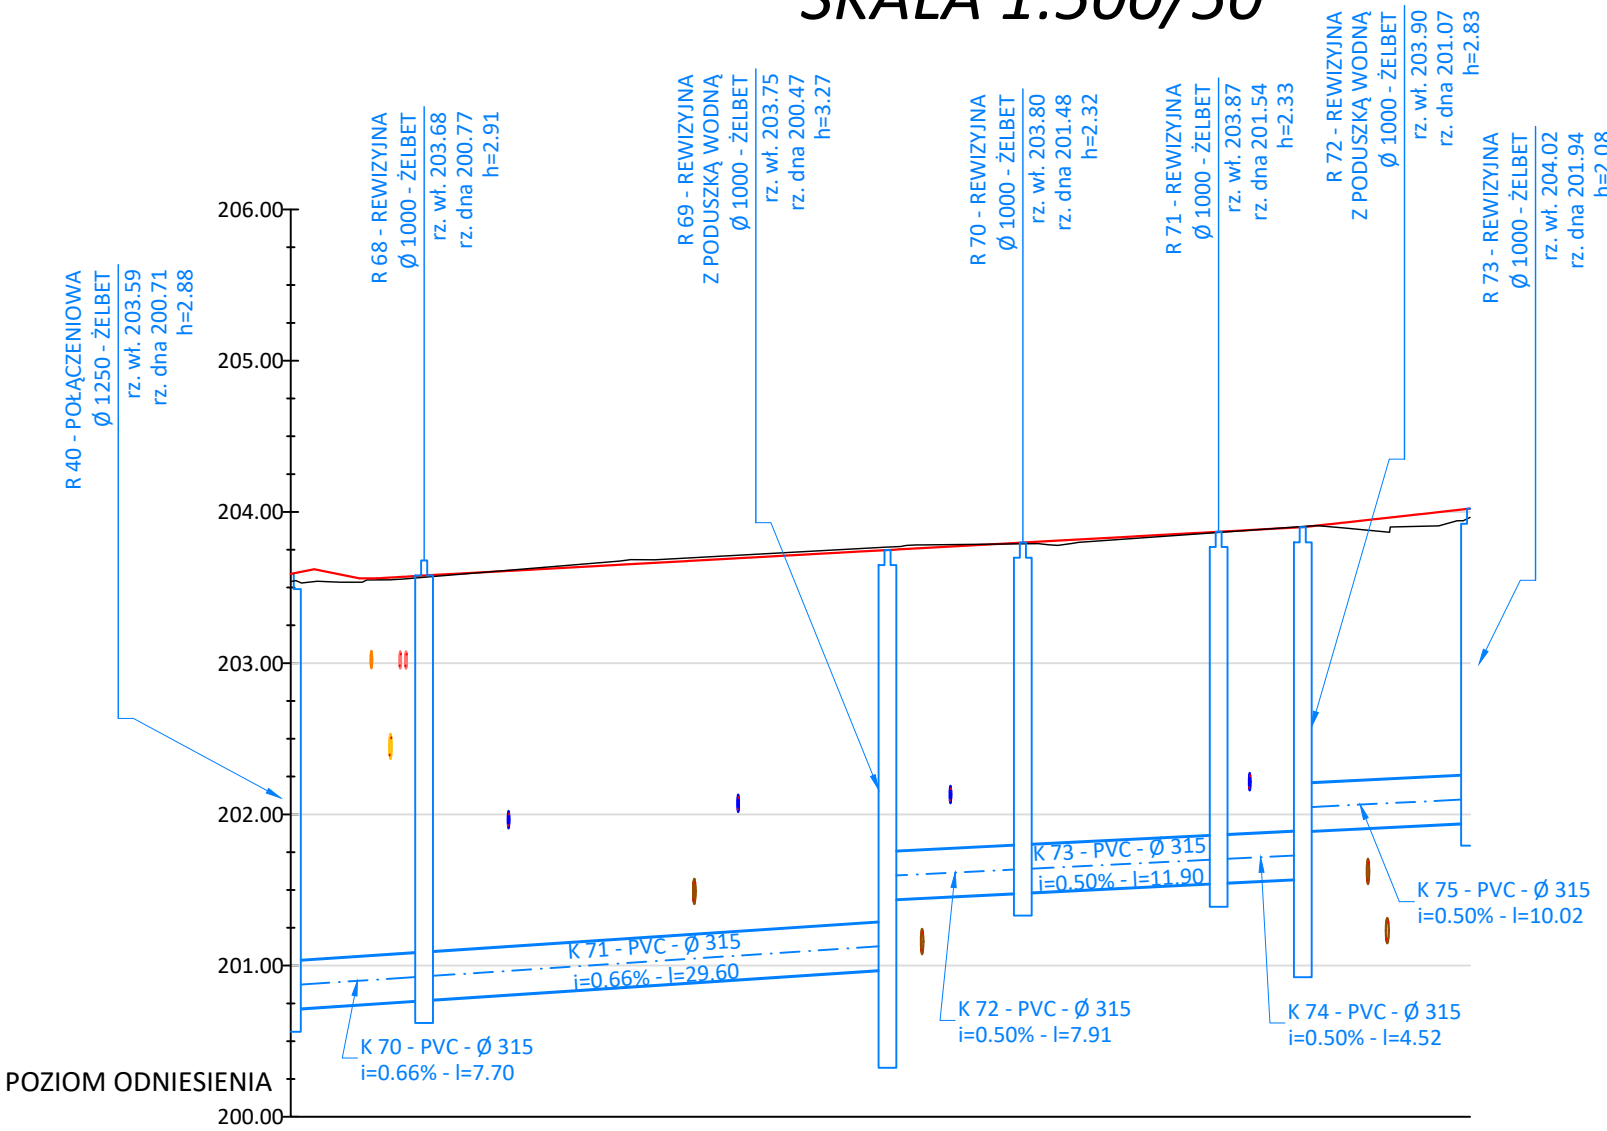 SKALA 1:500/50
R 40 - POŁĄCZENIOWA
Ø 1250 - ŻELBET
rz. wł. 203.59
rz. dna 200.71
h=2.88
R 68 - REWIZYJNA
Ø 1000 - ŻELBET
rz. wł. 203.68
rz. dna 200.77
h=2.91
R 69 - REWIZYJNA
Z PODUSZKĄ WODNĄ
Ø 1000 - ŻELBET
rz. wł. 203.75
rz. dna 200.47
h=3.27
R 70 - REWIZYJNA
Ø 1000 - ŻELBET
rz. wł. 203.80
rz. dna 201.48
h=2.32
R 71 - REWIZYJNA
Ø 1000 - ŻELBET
rz. wł. 203.87
rz. dna 201.54
h=2.33
R 72 - REWIZYJNA
Z PODUSZKĄ WODNĄ
Ø 1000 - ŻELBET
rz. wł. 203.90
rz. dna 201.07
h=2.83
R 73 - REWIZYJNA
Ø 1000 - ŻELBET
rz. wł. 204.02
rz. dna 201.94
h=2.08
206.00
205.00
204.00
203.00
202.00
201.00
200.00
POZIOM ODNIESIENIA
K 70 - PVC - Ø 315
i=0.66% - l=7.70
K 71 - PVC - Ø 315
i=0.66% - l=29.60
K 72 - PVC - Ø 315
i=0.50% - l=7.91
K 73 - PVC - Ø 315
i=0.50% - l=11.90
K 74 - PVC - Ø 315
i=0.50% - l=4.52
K 75 - PVC - Ø 315
i=0.50% - l=10.02